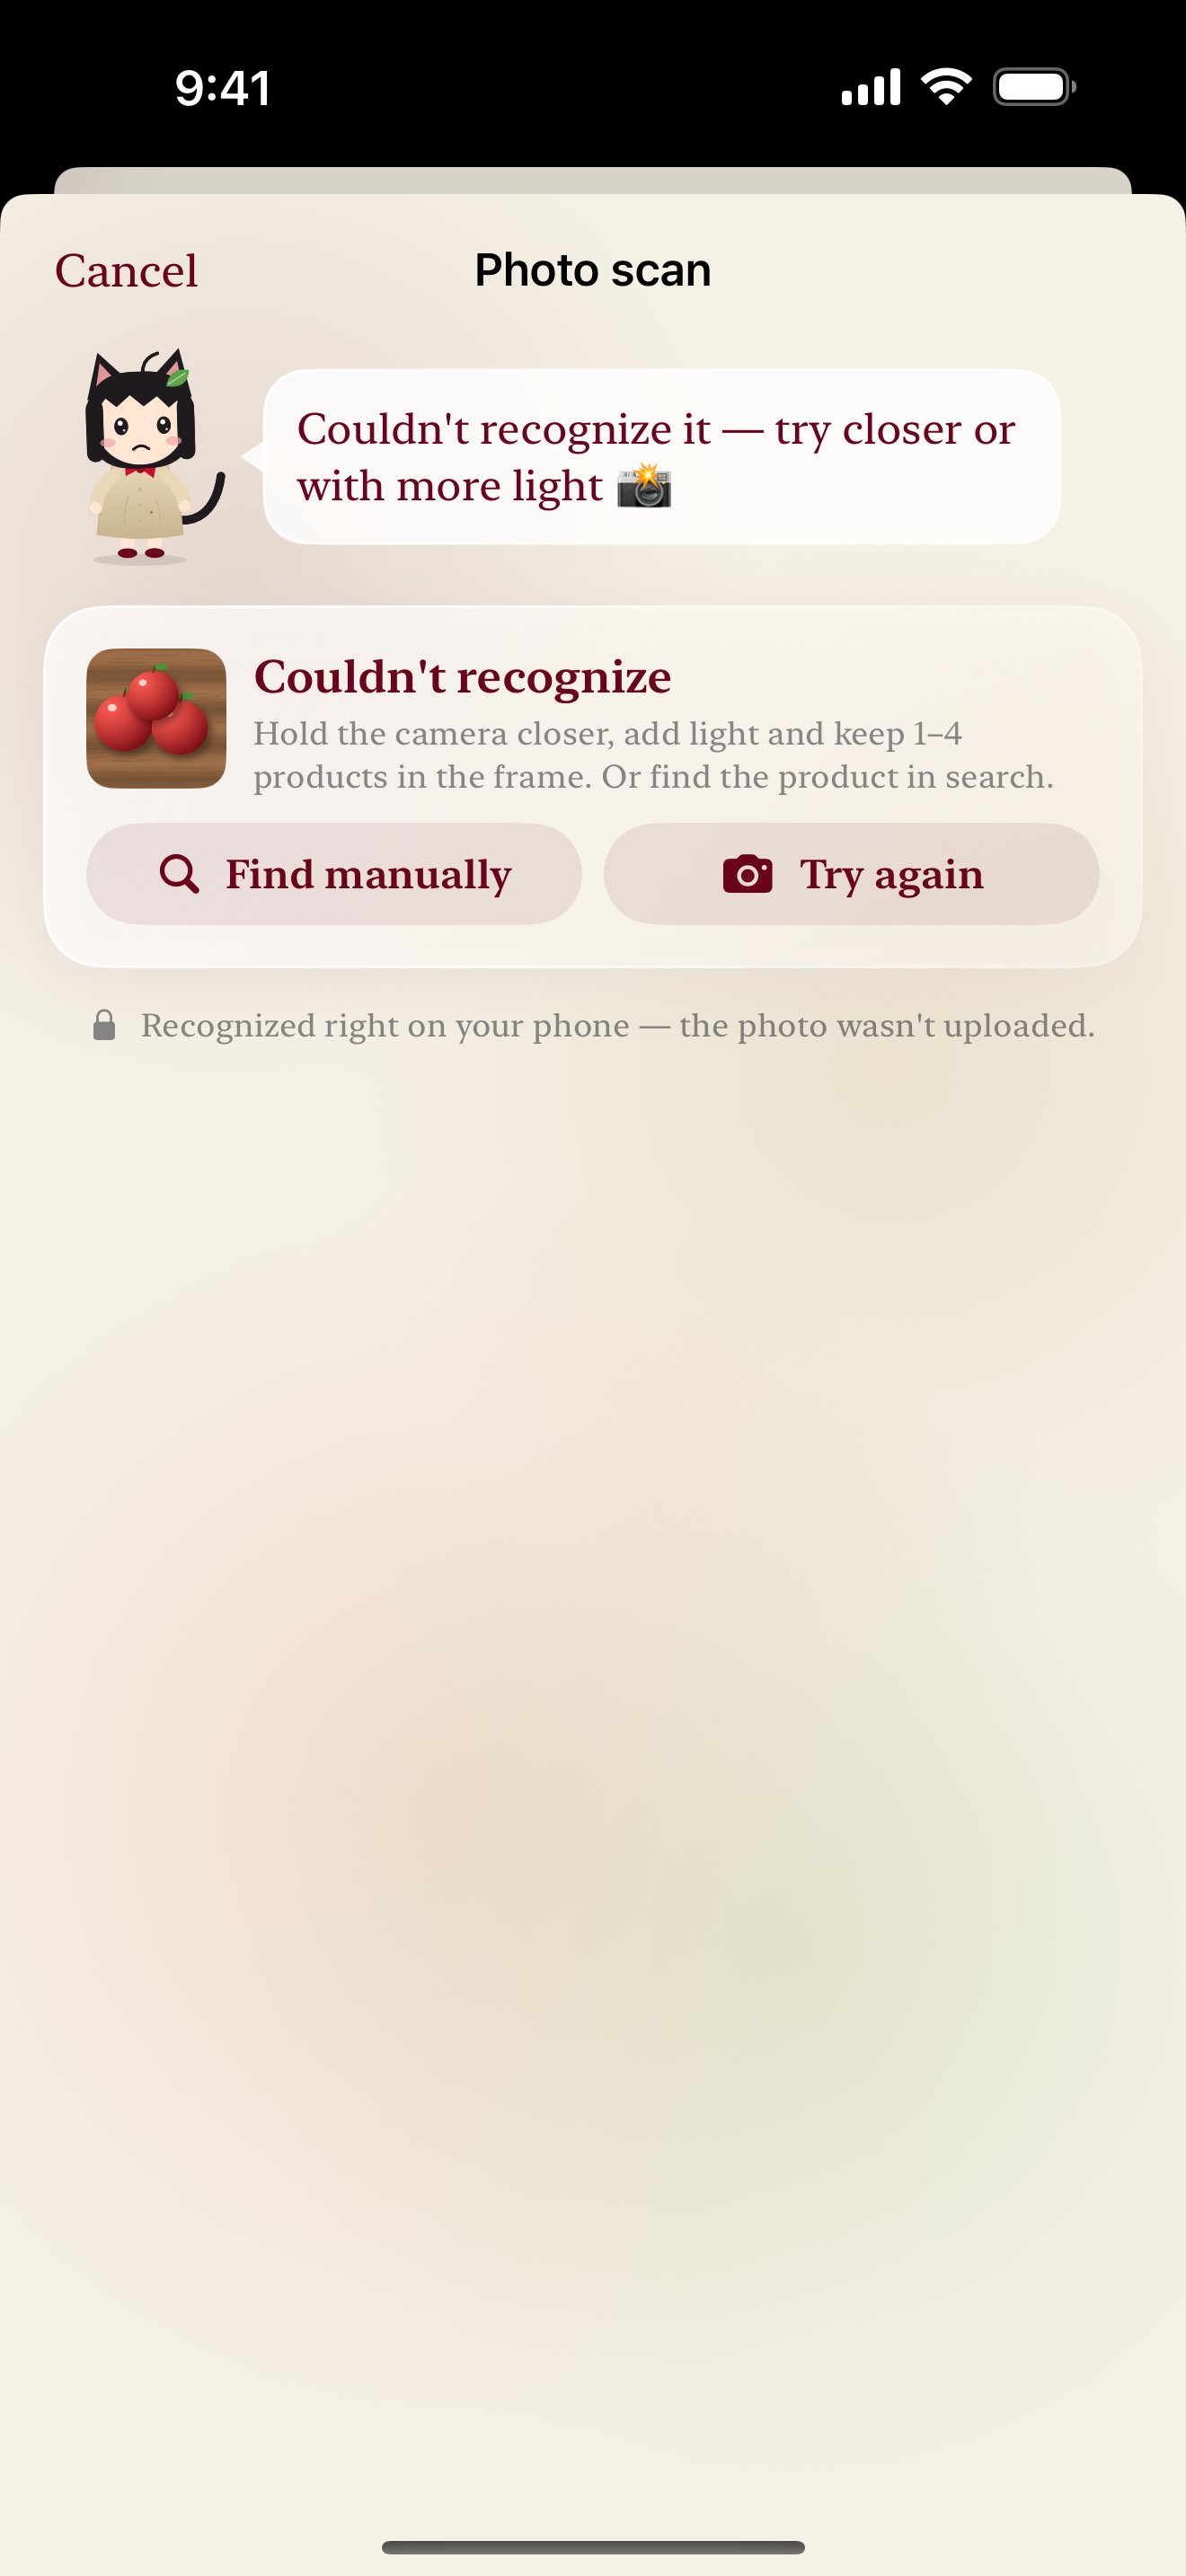 9:41
Cancel
Photo scan
Couldn't recognize it — try closer or
with more light 📸
Couldn't recognize
Hold the camera closer, add light and keep 1–4
products in the frame. Or find the product in search.
Find manually
Try again
Recognized right on your phone — the photo wasn't uploaded.